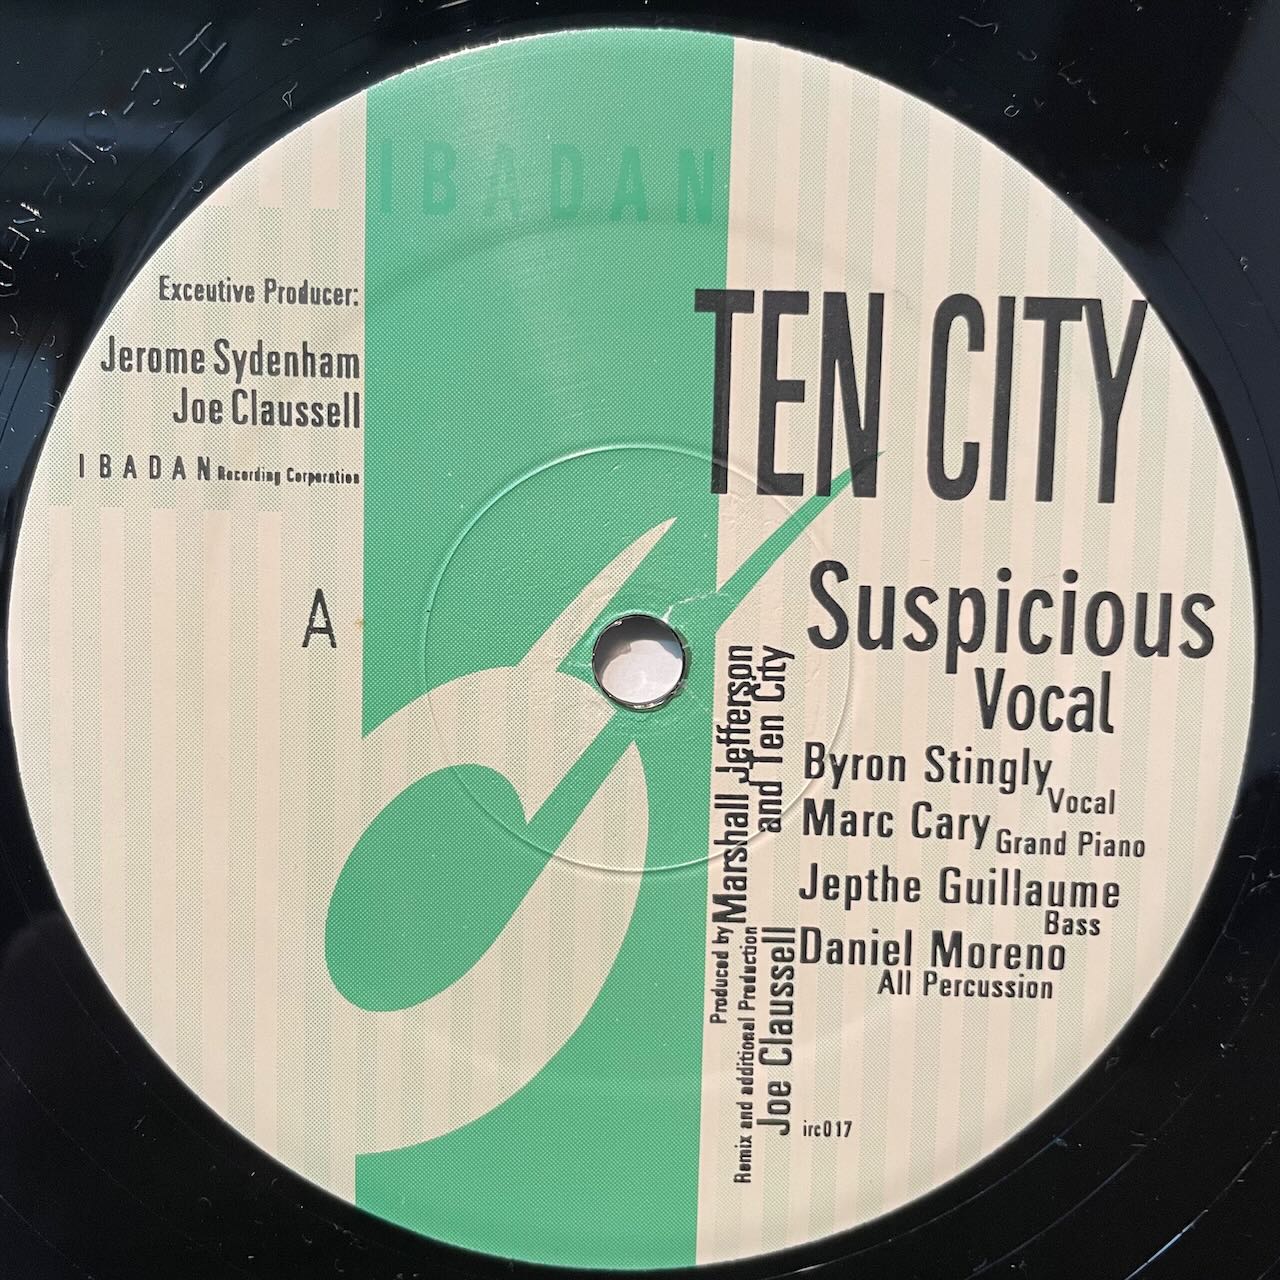 IBADAN
Exceutive Producer:
Jerome Sydenham
Joe Claussell
IBADAN Recording Corporation
A
TEN CITY
Suspicious
Vocal
Byron Stingly Vocal
Marc Cary Grand Piano
Jepthe Guillaume
Bass
Daniel Moreno
All Percussion
Produced by Marshall Jefferson
and Ten City
Remix and additional Production
Joe Claussell
irc017